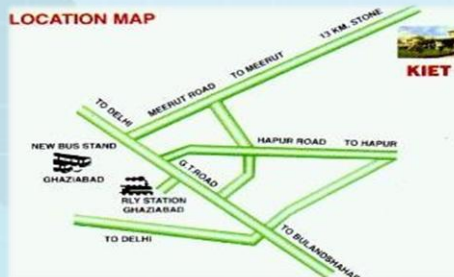 LOCATION MAP
13 KM. STONE
TO MEERUT
MEERUT ROAD
KIET
TO DELHI
NEW BUS STAND
GHAZIABAD
HAPUR ROAD
TO HAPUR
G.T.ROAD
RLY STATION
GHAZIABAD
TO DELHI
TO BULANDSHAHAR